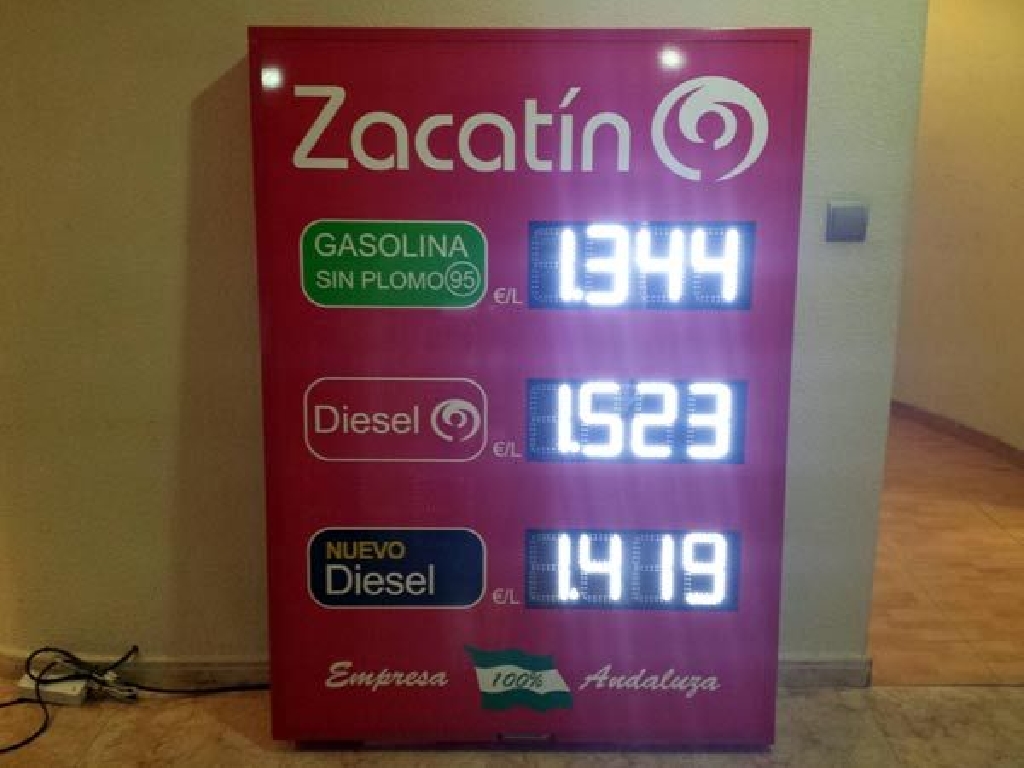 Zacatín
GASOLINA
SIN PLOMO 95
€/L
1.344
Diesel
€/L
1.523
NUEVO
Diesel
€/L
1.419
Empresa 100% Andaluza